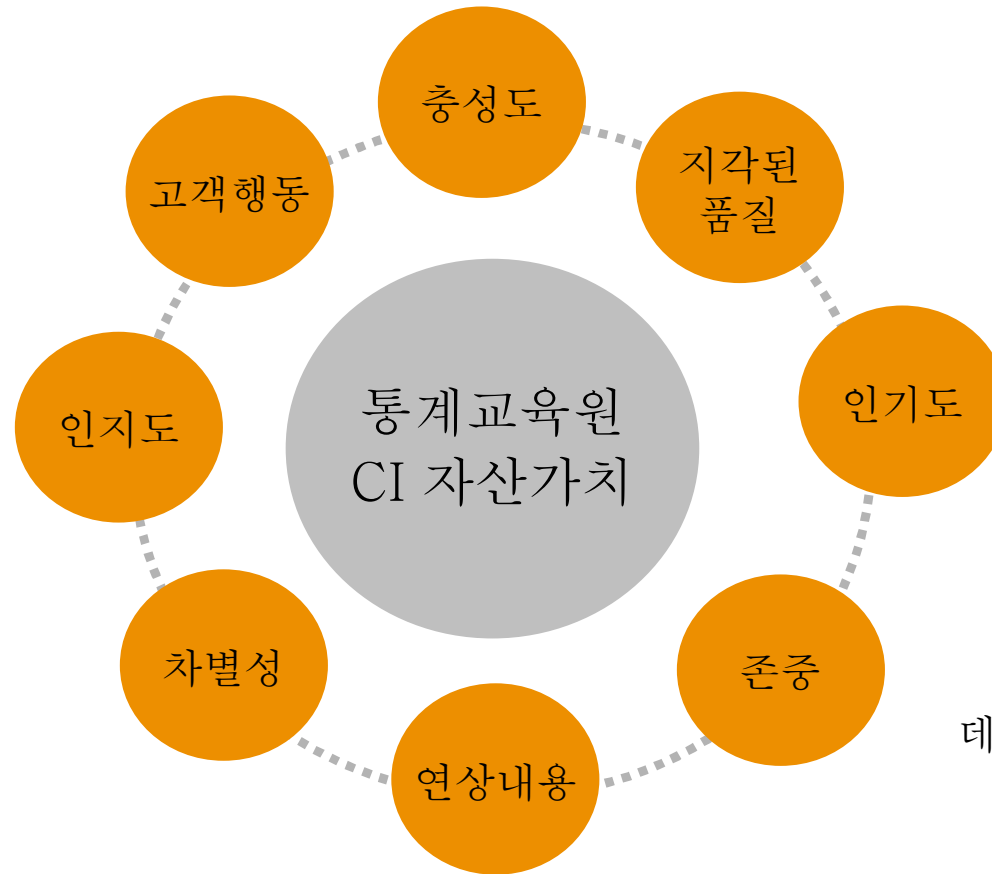 충성도
고객행동
지각된
품질
인지도
통계교육원
CI 자산가치
인기도
차별성
존중
연상내용
데